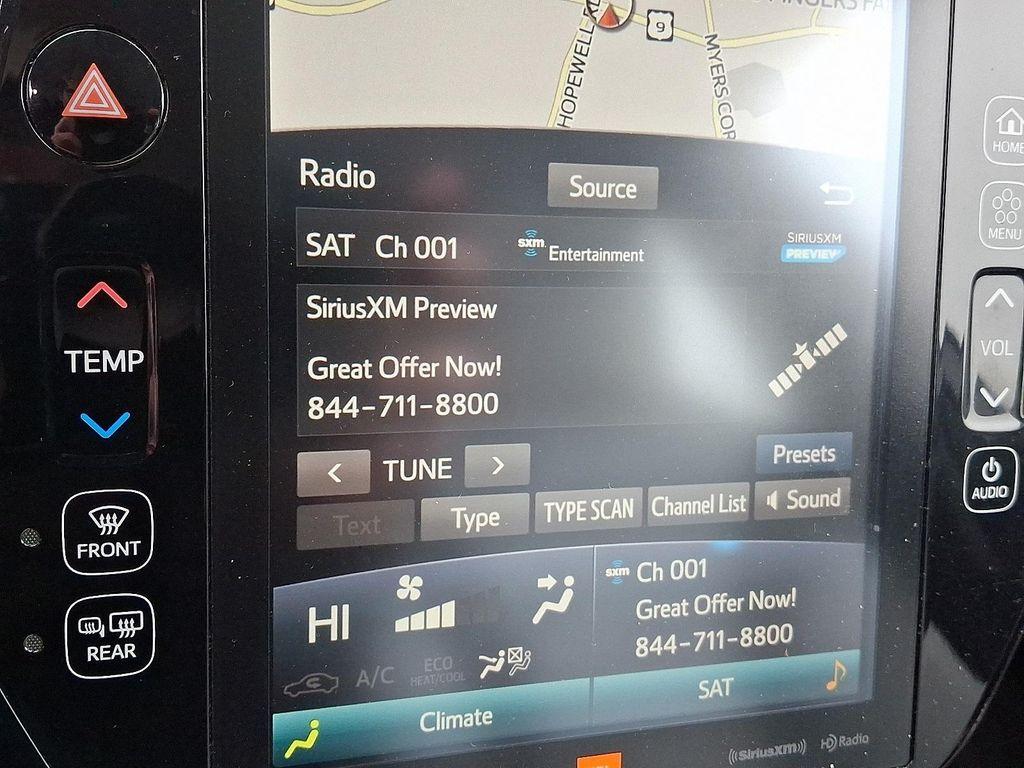 HOPEWELL RD
9
MYERS COR
Radio
Source
SAT Ch 001
sxm Entertainment
SIRIUSXM
PREVIEW
SiriusXM Preview
Great Offer Now!
844-711-8800
< TUNE >
Presets
Text
Type
TYPE SCAN
Channel List
Sound
HI
A/C
ECO
HEAT/COOL
sxm Ch 001
Great Offer Now!
844-711-8800
Climate
SAT
((SiriusXM))
HD Radio
TEMP
FRONT
REAR
HOME
MENU
VOL
AUDIO